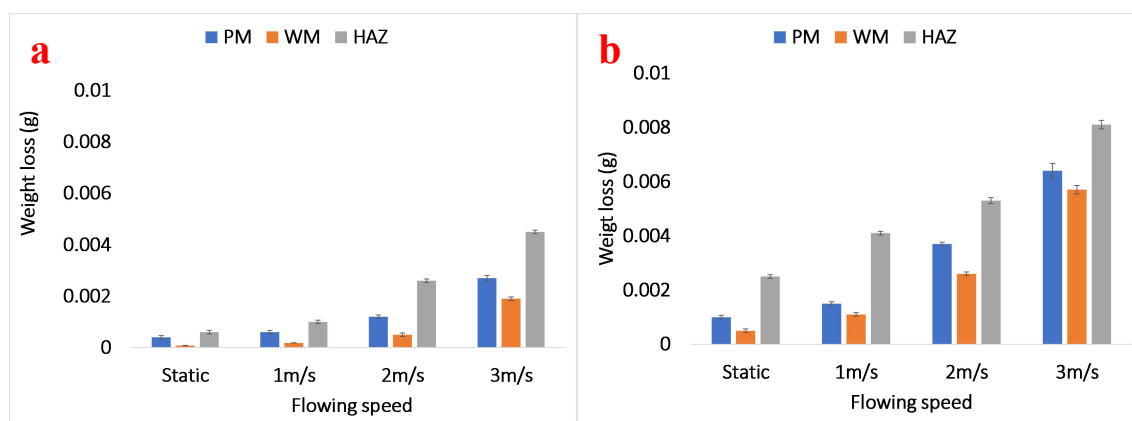 a
PM WM HAZ
Weight loss (g)
0.01
0.008
0.006
0.004
0.002
0
Static 1m/s 2m/s 3m/s
Flowing speed
b
PM WM HAZ
Weigt loss (g)
0.01
0.008
0.006
0.004
0.002
0
Static 1m/s 2m/s 3m/s
Flowing speed